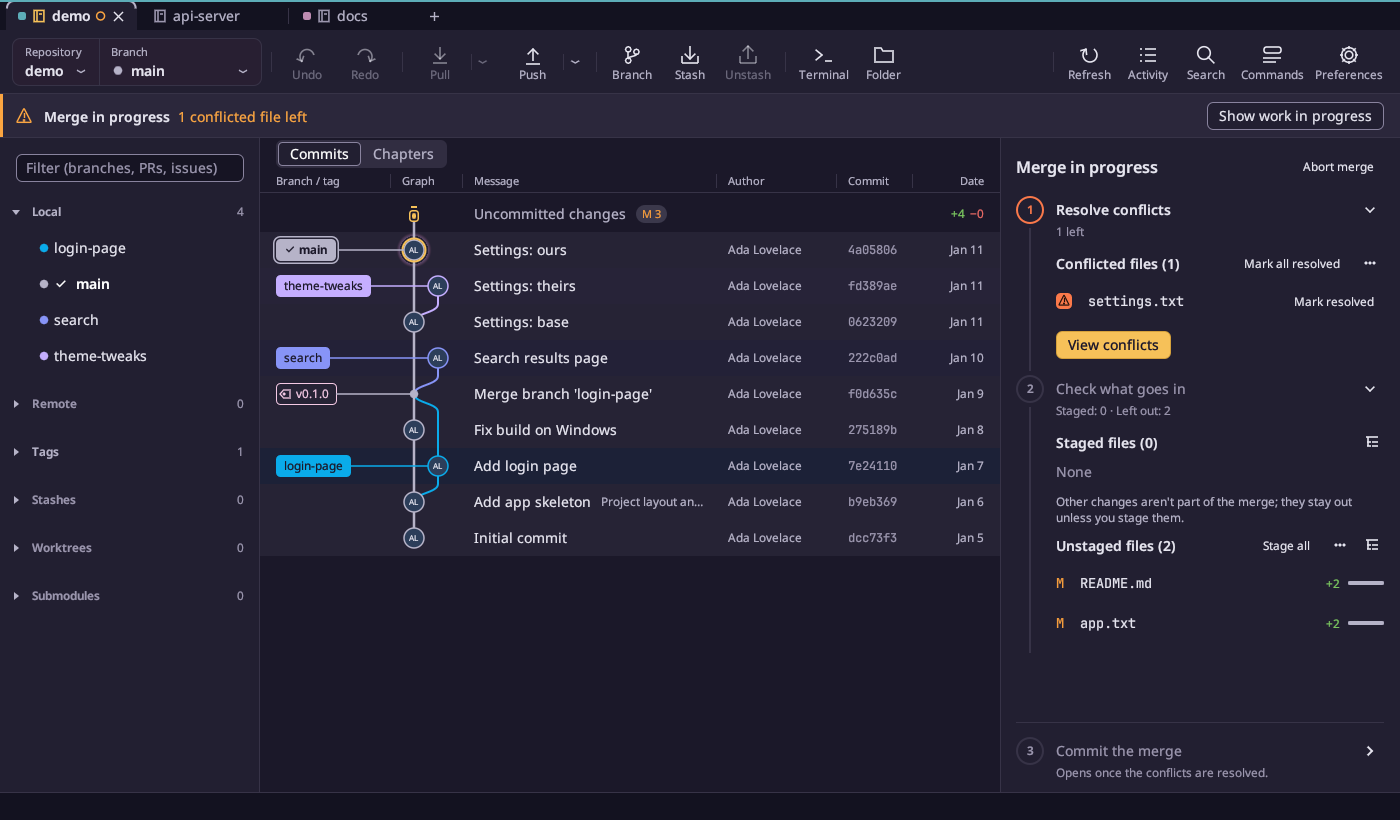 demo
api-server
docs
+
Repository
demo
Branch
main
Undo
Redo
Pull
Push
Branch
Stash
Unstash
Terminal
Folder
Refresh
Activity
Search
Commands
Preferences
Merge in progress 1 conflicted file left
Show work in progress
Filter (branches, PRs, issues)
Local 4
login-page
main
search
theme-tweaks
Remote 0
Tags 1
Stashes 0
Worktrees 0
Submodules 0
Commits Chapters
Branch / tag Graph Message Author Commit Date
Uncommitted changes M 3 +4 −0
main AL Settings: ours Ada Lovelace 4a05806 Jan 11
theme-tweaks AL Settings: theirs Ada Lovelace fd389ae Jan 11
AL Settings: base Ada Lovelace 0623209 Jan 11
search AL Search results page Ada Lovelace 222c0ad Jan 10
v0.1.0 Merge branch 'login-page' Ada Lovelace f0d635c Jan 9
AL Fix build on Windows Ada Lovelace 275189b Jan 8
login-page AL Add login page Ada Lovelace 7e24110 Jan 7
AL Add app skeleton Project layout an... Ada Lovelace b9eb369 Jan 6
AL Initial commit Ada Lovelace dcc73f3 Jan 5
Merge in progress Abort merge
1 Resolve conflicts
1 left
Conflicted files (1) Mark all resolved
settings.txt Mark resolved
View conflicts
2 Check what goes in
Staged: 0 · Left out: 2
Staged files (0)
None
Other changes aren't part of the merge; they stay out
unless you stage them.
Unstaged files (2) Stage all
M README.md +2
M app.txt +2
3 Commit the merge
Opens once the conflicts are resolved.